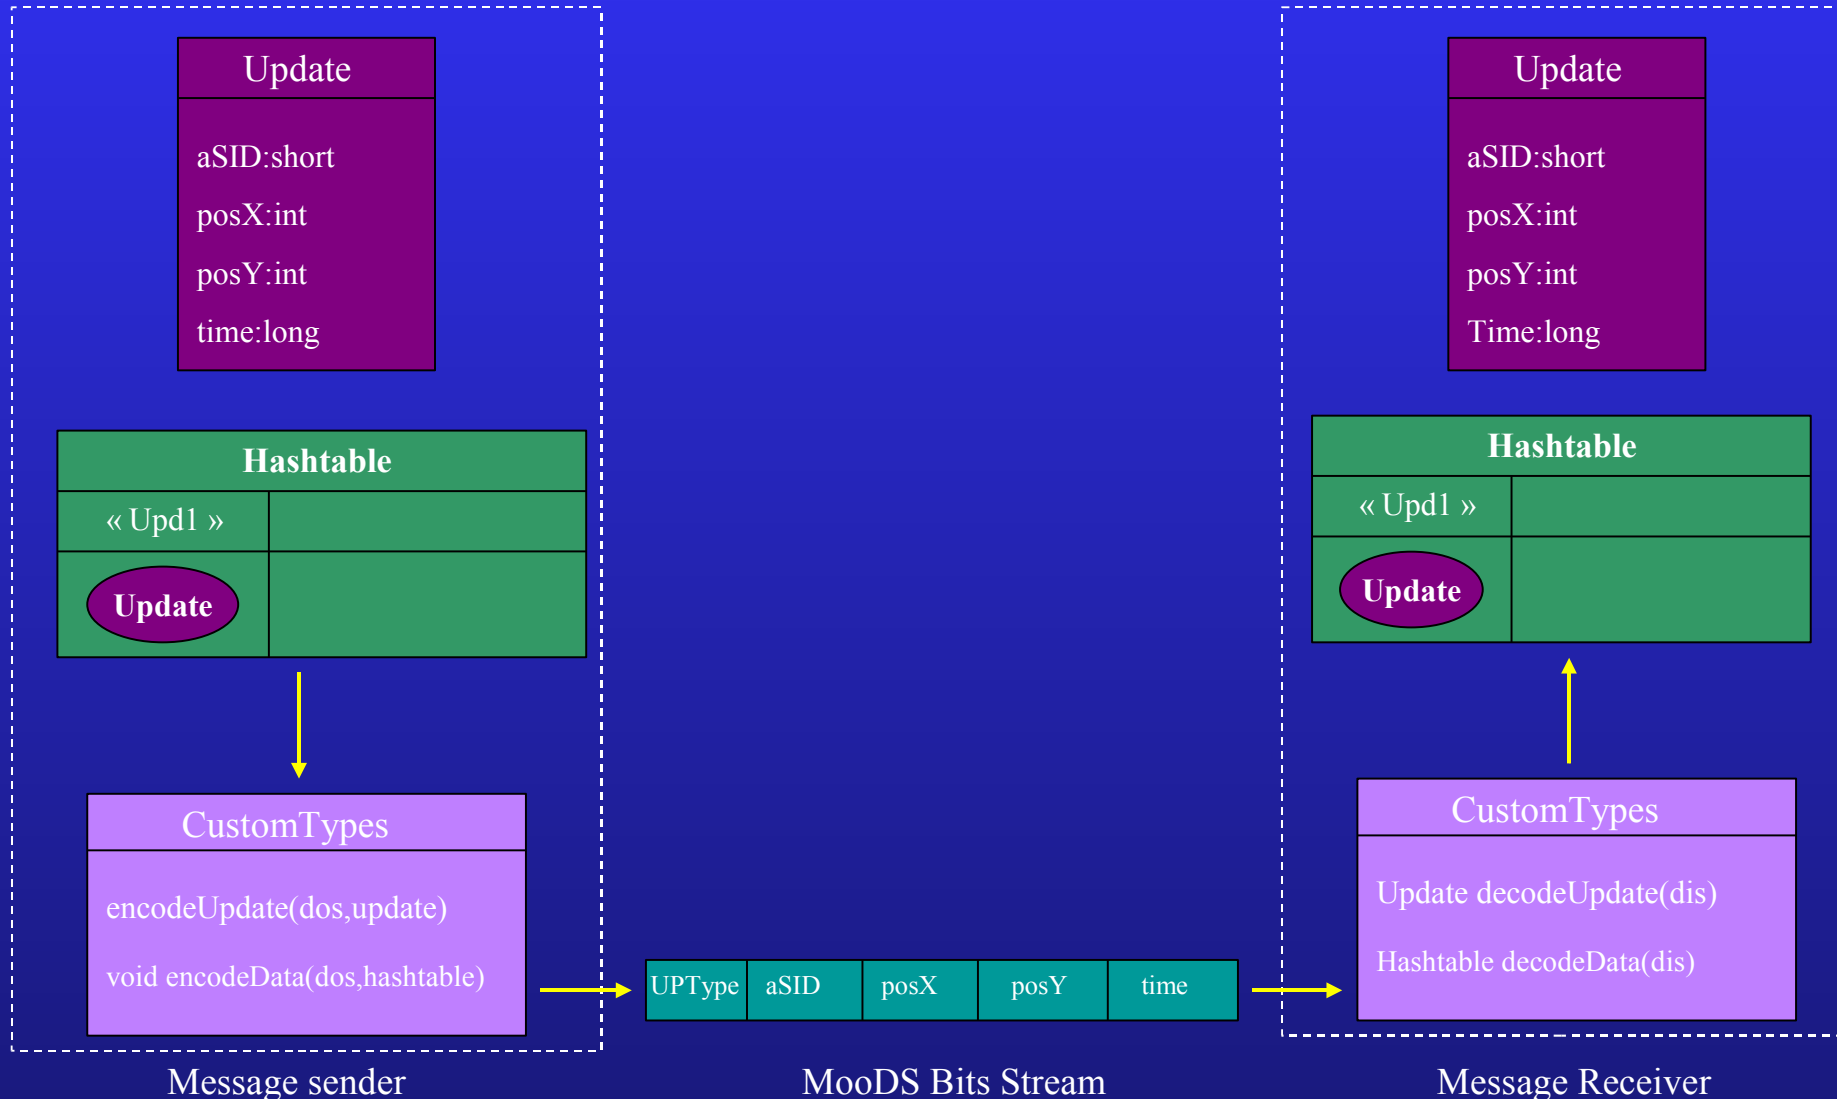 Update
aSID:short
posX:int
posY:int
time:long
Hashtable
« Upd1 »
Update
CustomTypes
encodeUpdate(dos,update)
void encodeData(dos,hashtable)
Message sender
UPType aSID posX posY time
MooDS Bits Stream
Update
aSID:short
posX:int
posY:int
Time:long
Hashtable
« Upd1 »
Update
CustomTypes
Update decodeUpdate(dis)
Hashtable decodeData(dis)
Message Receiver